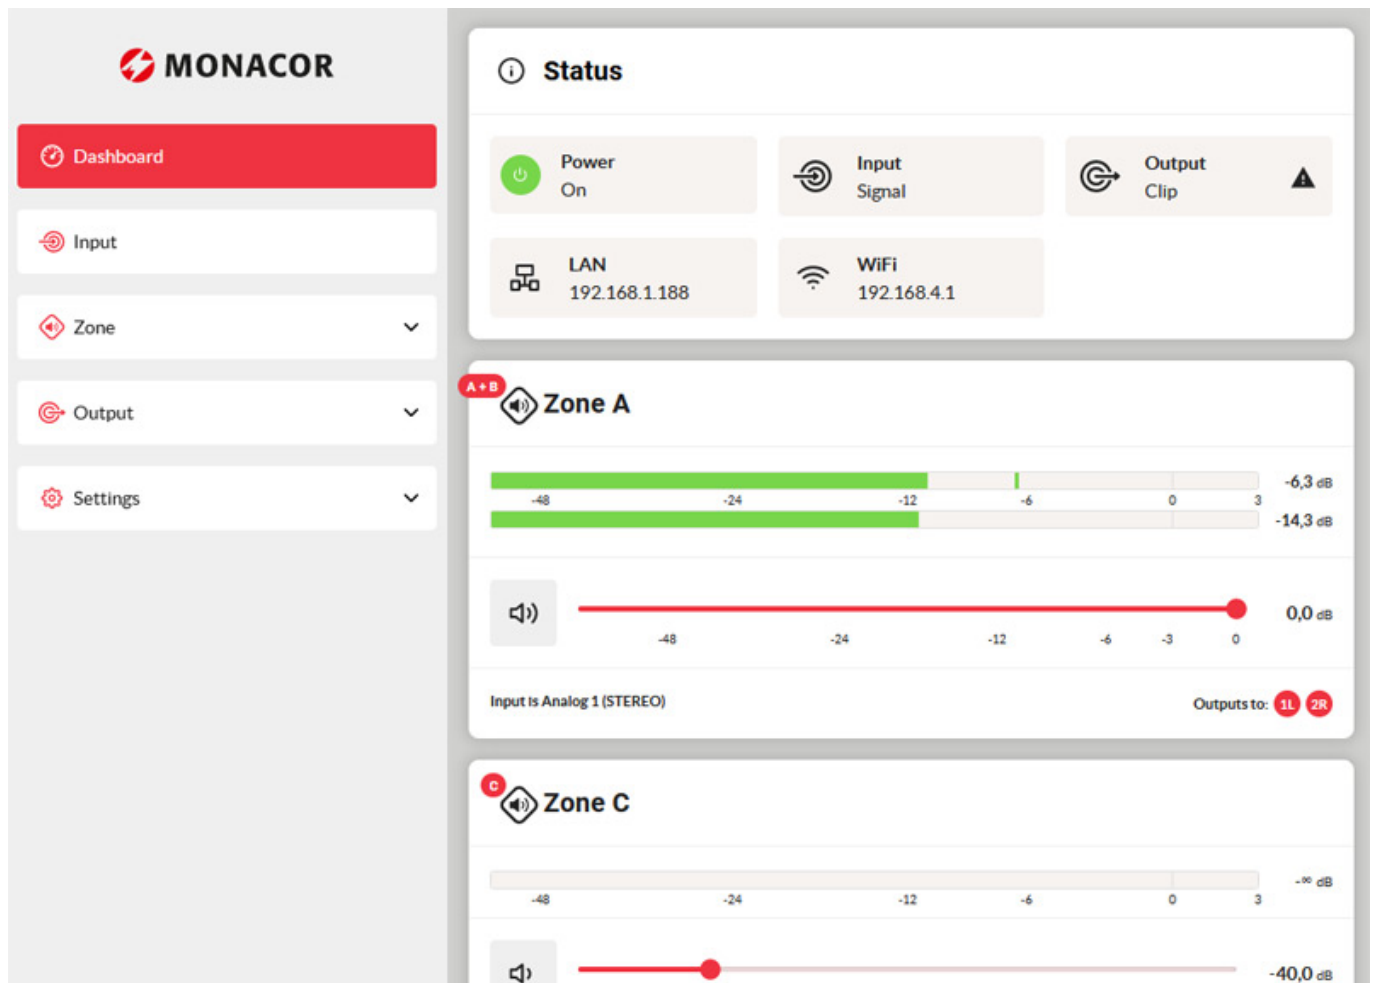 MONACOR
Dashboard
Input
Zone
Output
Settings
Status
Power
On
Input
Signal
Output
Clip
LAN
192.168.1.188
WiFi
192.168.4.1
A + B
Zone A
-6,3 dB
-48 -24 -12 -6 0 3
-14,3 dB
0,0 dB
-48 -24 -12 -6 -3 0
Input is Analog 1 (STEREO)
Outputs to: 1L 2R
C
Zone C
-∞ dB
-48 -24 -12 -6 0 3
-40,0 dB